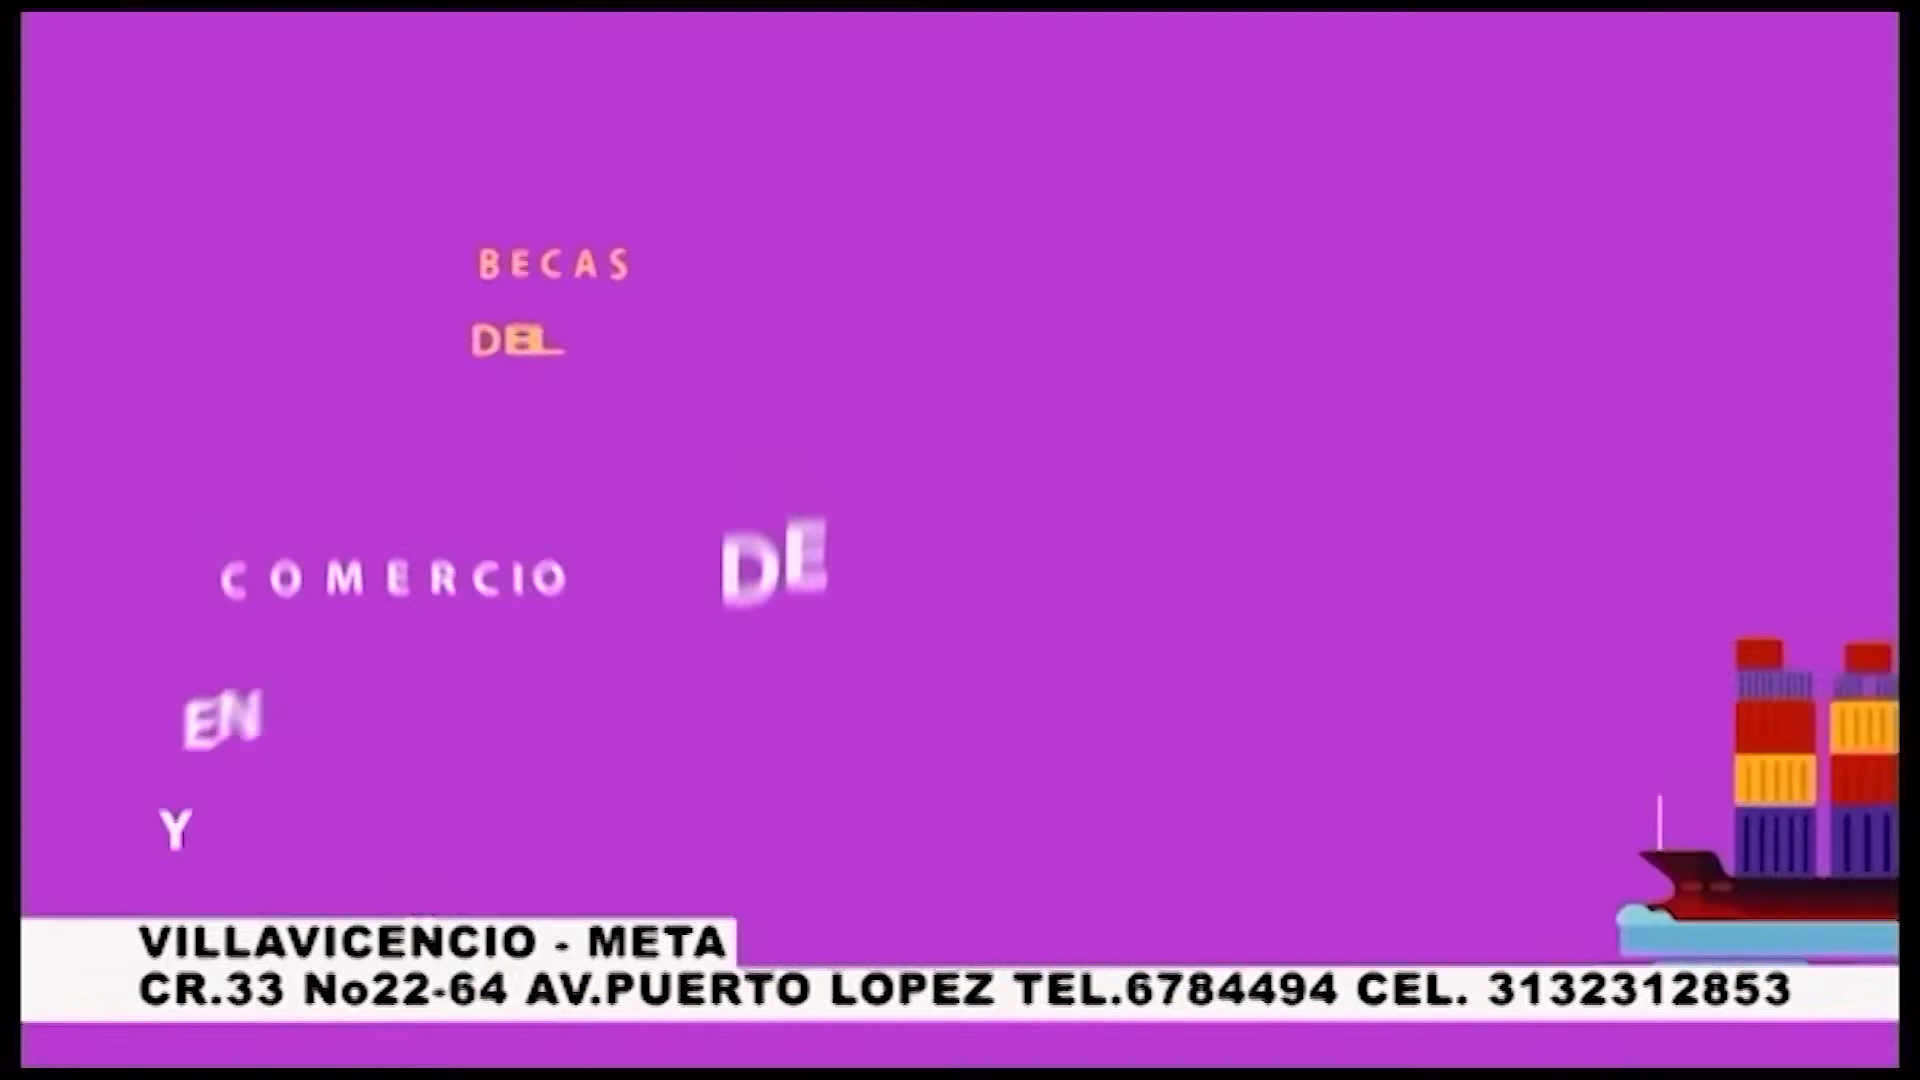 BECAS
DEL
COMERCIO DE
EN
Y
VILLAVICENCIO - META
CR.33 No22-64 AV.PUERTO LOPEZ TEL.6784494 CEL. 3132312853